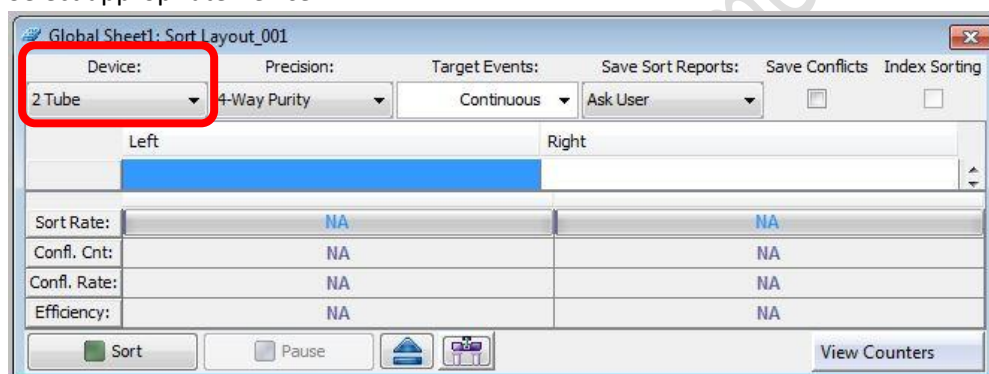 Global Sheet1: Sort Layout_001
Device: Precision: Target Events: Save Sort Reports: Save Conflicts Index Sorting
2 Tube 4-Way Purity Continuous Ask User
Left Right
Sort Rate: NA NA
Confl. Cnt: NA NA
Confl. Rate: NA NA
Efficiency: NA NA
Sort Pause View Counters